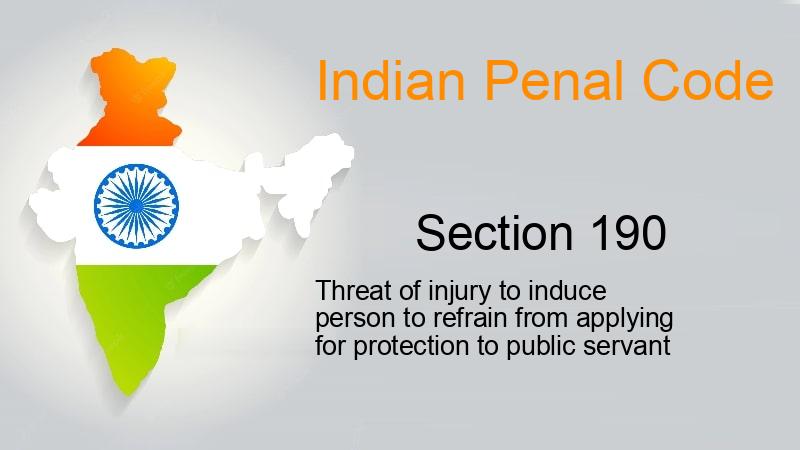 Indian Penal Code
Section 190
Threat of injury to induce
person to refrain from applying
for protection to public servant